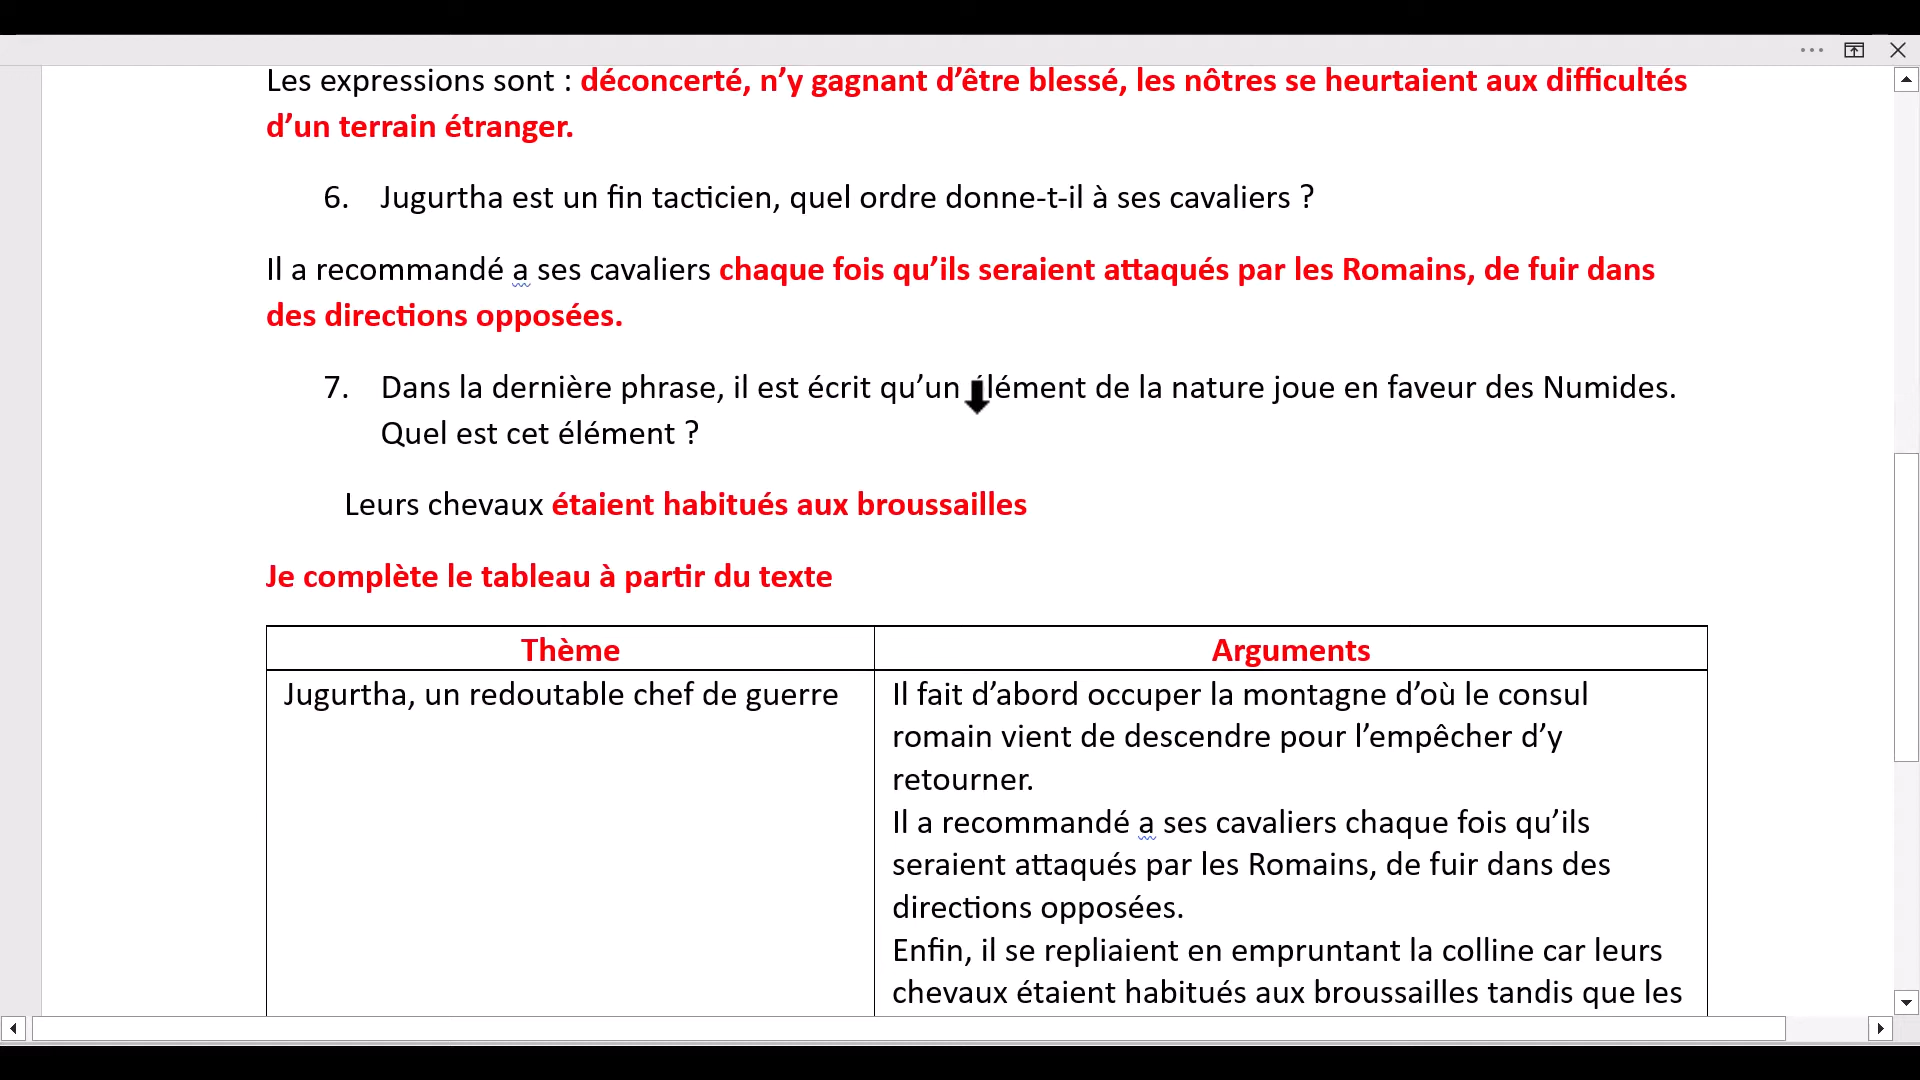 Les expressions sont : déconcerté, n’y gagnant d’être blessé, les nôtres se heurtaient aux difficultés
d’un terrain étranger.
6. Jugurtha est un fin tacticien, quel ordre donne-t-il à ses cavaliers ?
Il a recommandé a ses cavaliers chaque fois qu’ils seraient attaqués par les Romains, de fuir dans
des directions opposées.
7. Dans la dernière phrase, il est écrit qu’un élément de la nature joue en faveur des Numides.
Quel est cet élément ?
Leurs chevaux étaient habitués aux broussailles
Je complète le tableau à partir du texte
Thème
Arguments
Jugurtha, un redoutable chef de guerre
Il fait d’abord occuper la montagne d’où le consul
romain vient de descendre pour l’empêcher d’y
retourner.
Il a recommandé a ses cavaliers chaque fois qu’ils
seraient attaqués par les Romains, de fuir dans des
directions opposées.
Enfin, il se repliaient en empruntant la colline car leurs
chevaux étaient habitués aux broussailles tandis que les